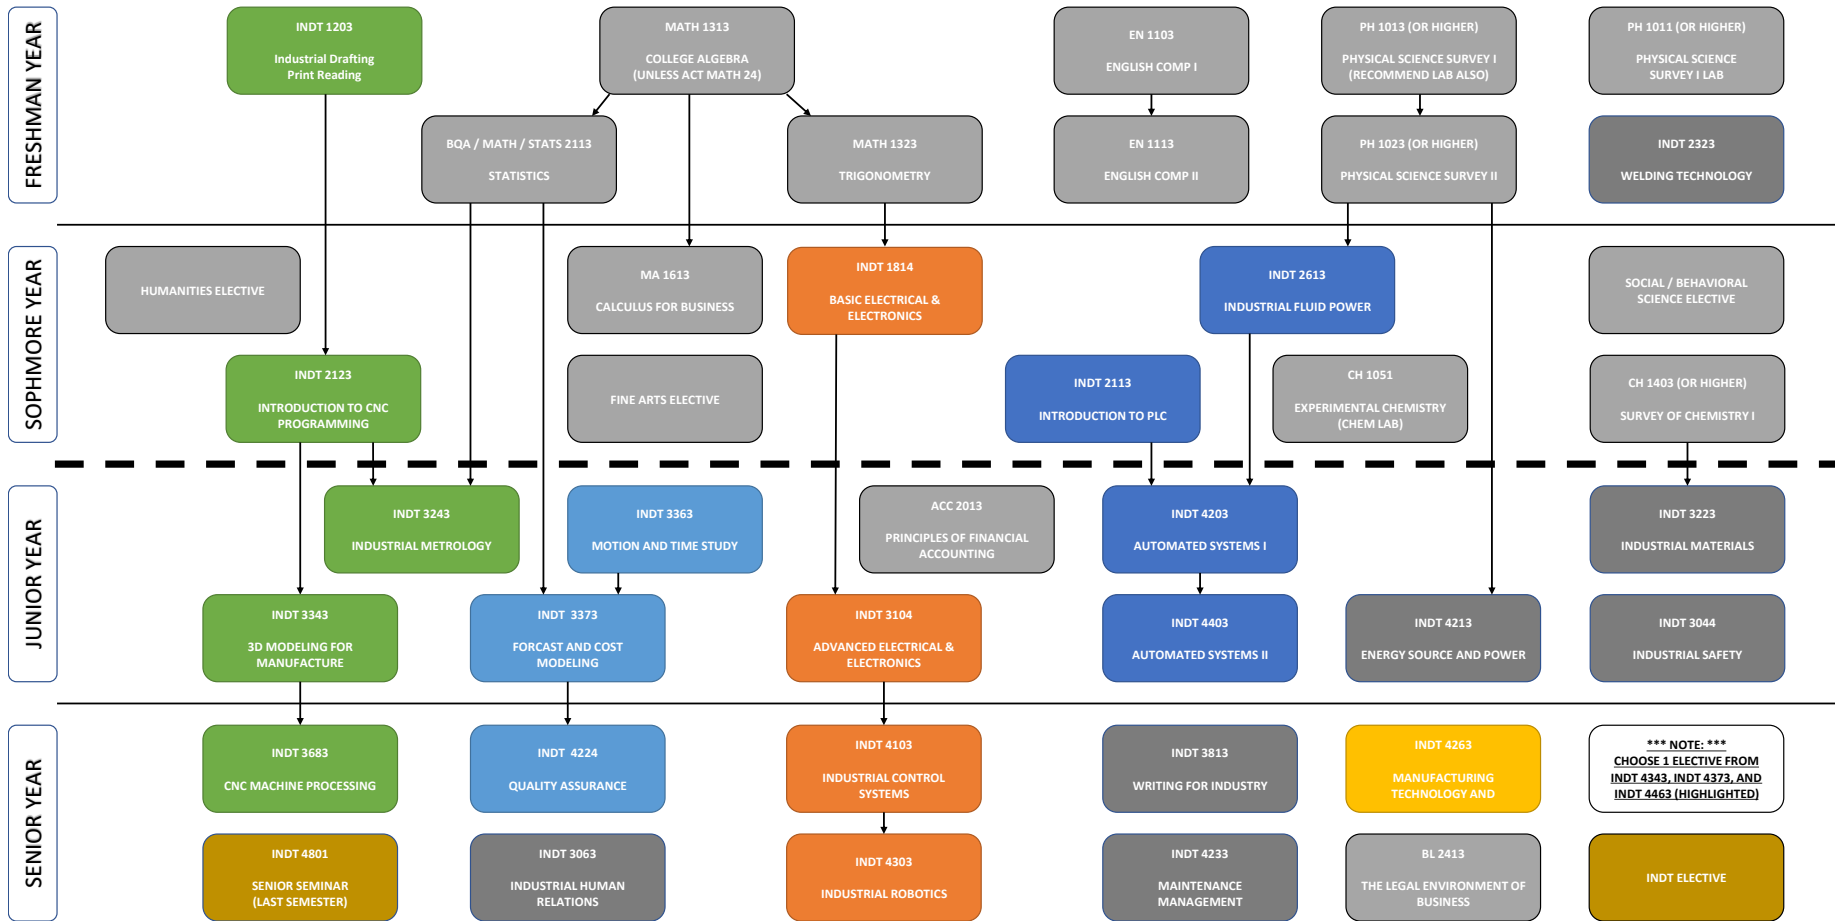 FRESHMAN YEAR
INDT 1203
Industrial Drafting
Print Reading
MATH 1313
COLLEGE ALGEBRA
(UNLESS ACT MATH 24)
EN 1103
ENGLISH COMP I
PH 1013 (OR HIGHER)
PHYSICAL SCIENCE SURVEY I
(RECOMMEND LAB ALSO)
PH 1011 (OR HIGHER)
PHYSICAL SCIENCE
SURVEY I LAB
BQA / MATH / STATS 2113
STATISTICS
MATH 1323
TRIGONOMETRY
EN 1113
ENGLISH COMP II
PH 1023 (OR HIGHER)
PHYSICAL SCIENCE SURVEY II
INDT 2323
WELDING TECHNOLOGY
SOPHMORE YEAR
HUMANITIES ELECTIVE
MA 1613
CALCULUS FOR BUSINESS
INDT 1814
BASIC ELECTRICAL &
ELECTRONICS
INDT 2613
INDUSTRIAL FLUID POWER
SOCIAL / BEHAVIORAL
SCIENCE ELECTIVE
INDT 2123
INTRODUCTION TO CNC
PROGRAMMING
FINE ARTS ELECTIVE
INDT 2113
INTRODUCTION TO PLC
CH 1051
EXPERIMENTAL CHEMISTRY
(CHEM LAB)
CH 1403 (OR HIGHER)
SURVEY OF CHEMISTRY I
JUNIOR YEAR
INDT 3243
INDUSTRIAL METROLOGY
INDT 3363
MOTION AND TIME STUDY
ACC 2013
PRINCIPLES OF FINANCIAL
ACCOUNTING
INDT 4203
AUTOMATED SYSTEMS I
INDT 3223
INDUSTRIAL MATERIALS
INDT 3343
3D MODELING FOR
MANUFACTURE
INDT 3373
FORCAST AND COST
MODELING
INDT 3104
ADVANCED ELECTRICAL &
ELECTRONICS
INDT 4403
AUTOMATED SYSTEMS II
INDT 4213
ENERGY SOURCE AND POWER
INDT 3044
INDUSTRIAL SAFETY
SENIOR YEAR
INDT 3683
CNC MACHINE PROCESSING
INDT 4224
QUALITY ASSURANCE
INDT 4103
INDUSTRIAL CONTROL
SYSTEMS
INDT 3813
WRITING FOR INDUSTRY
INDT 4263
MANUFACTURING
TECHNOLOGY AND
*** NOTE: ***
CHOOSE 1 ELECTIVE FROM
INDT 4343, INDT 4373, AND
INDT 4463 (HIGHLIGHTED)
INDT 4801
SENIOR SEMINAR
(LAST SEMESTER)
INDT 3063
INDUSTRIAL HUMAN
RELATIONS
INDT 4303
INDUSTRIAL ROBOTICS
INDT 4233
MAINTENANCE
MANAGEMENT
BL 2413
THE LEGAL ENVIRONMENT OF
BUSINESS
INDT ELECTIVE